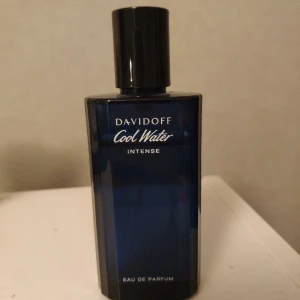 DAVIDOFF
Cool Water
INTENSE
EAU DE PARFUM